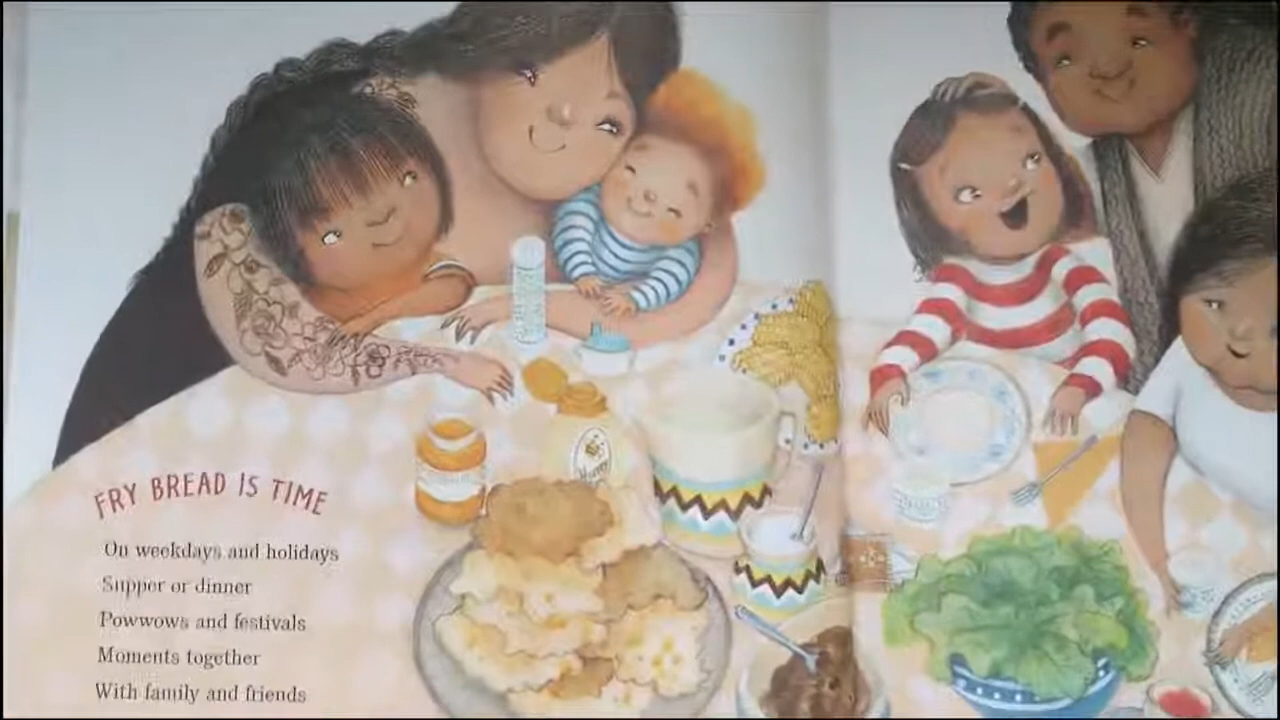 FRY BREAD IS TIME
On weekdays and holidays
Supper or dinner
Powwows and festivals
Moments together
With family and friends
Honey